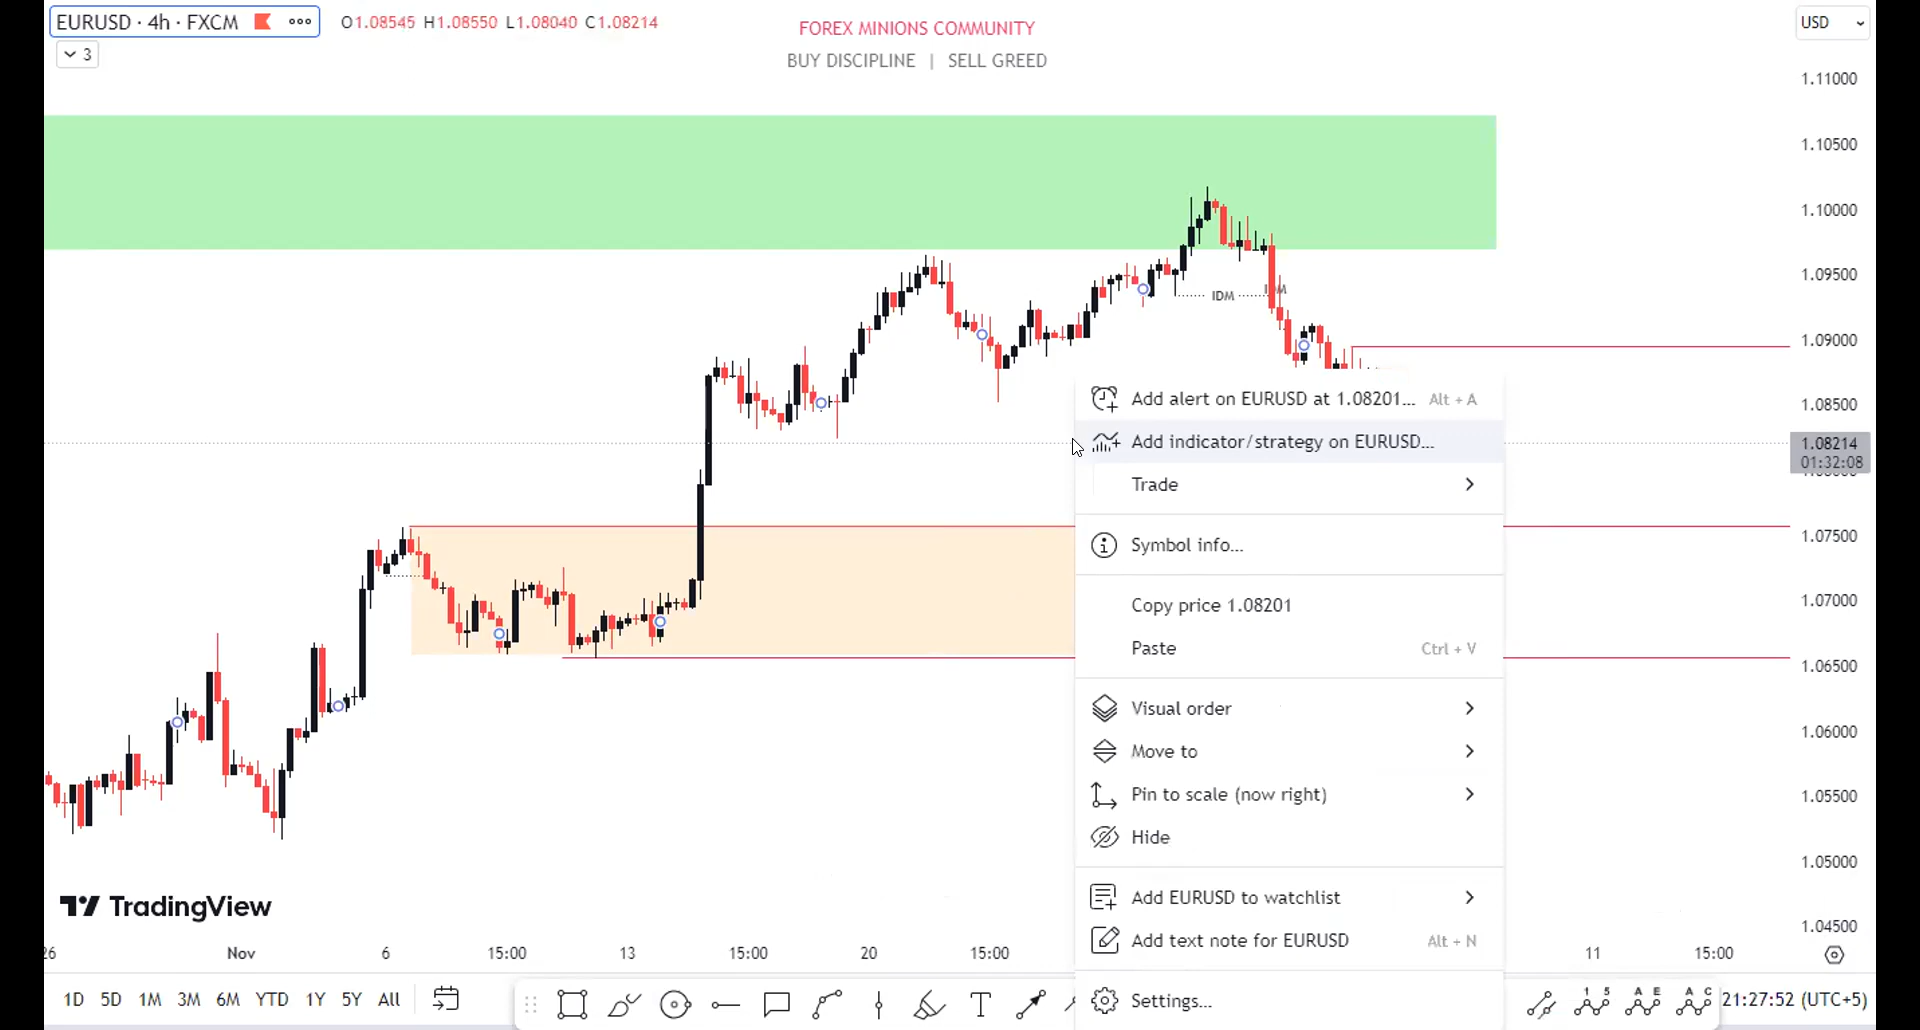 EURUSD · 4h · FXCM ••• O1.08545 H1.08550 L1.08040 C1.08214
3
FOREX MINIONS COMMUNITY
BUY DISCIPLINE | SELL GREED
USD
1.11000
1.10500
1.10000
1.09500
1.09000
1.08500
1.08214
01:32:08
1.07500
1.07000
1.06500
1.06000
1.05500
1.05000
1.04500
IDM
Add alert on EURUSD at 1.08201... Alt + A
Add indicator/strategy on EURUSD...
Trade
Symbol info...
Copy price 1.08201
Paste Ctrl + V
Visual order
Move to
Pin to scale (now right)
Hide
Add EURUSD to watchlist
Add text note for EURUSD Alt + N
Settings...
TradingView
26 Nov 6 15:00 13 15:00 20 15:00 11 15:00
1D 5D 1M 3M 6M YTD 1Y 5Y All
T
1 5
A E
A C
21:27:52 (UTC+5)